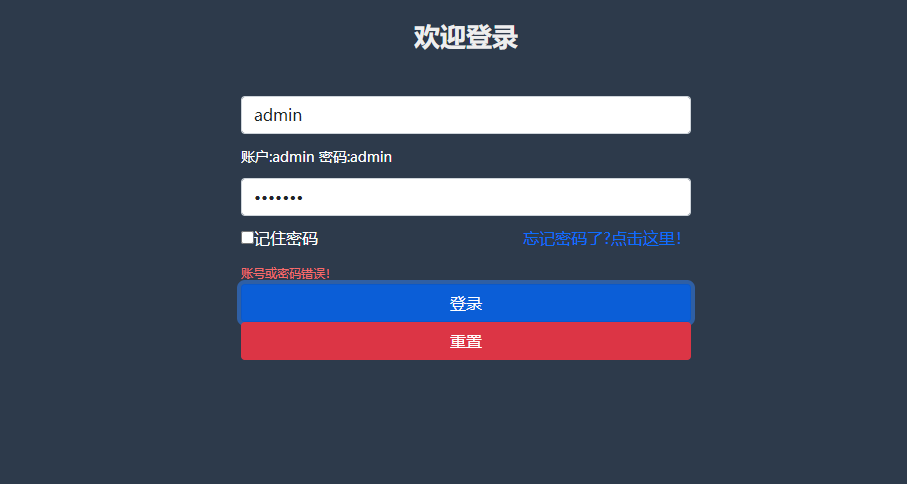 欢迎登录
admin
账户:admin 密码:admin
•••••••
记住密码 忘记密码了?点击这里!
账号或密码错误!
登录
重置